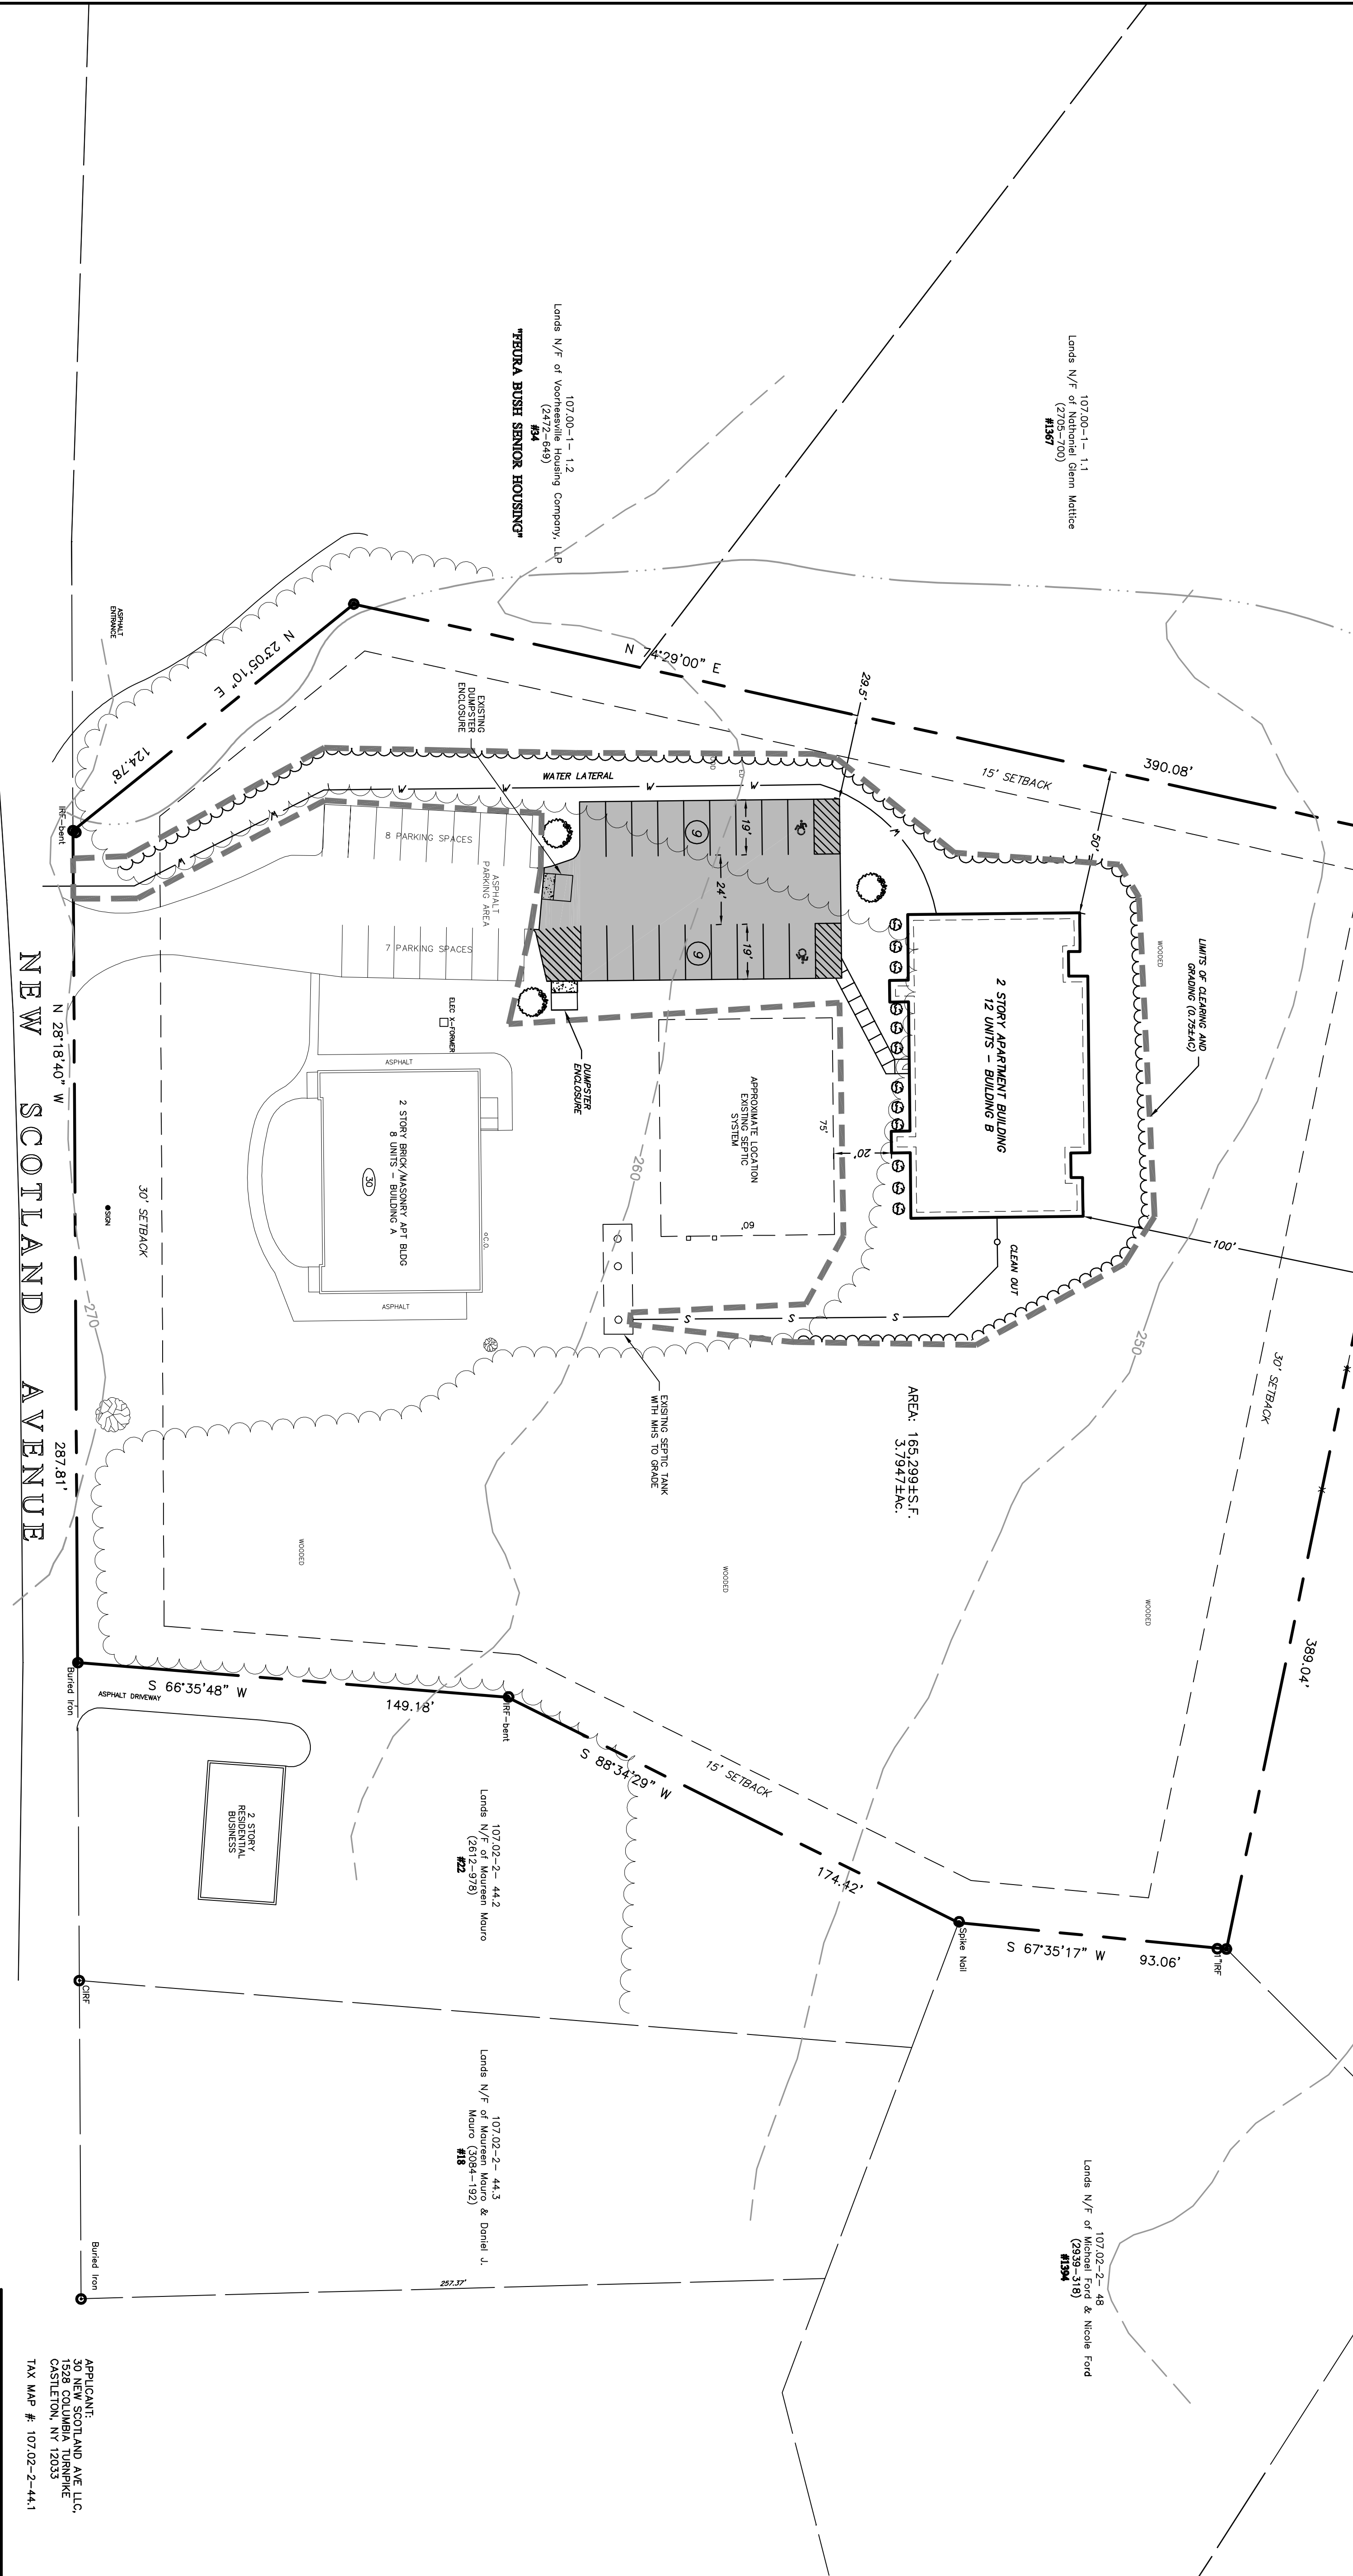 107.00-1- 1.1
Lands N/F of Nathaniel Glenn Mattice
(2705-700)
#1367
107.00-1- 1.2
Lands N/F of Voorheesville Housing Company, LLP
(2472-649)
#34
"FEURA BUSH SENIOR HOUSING"
ASPHALT
ENTRANCE
N 23°05'10" E
124.78'
IRF-bent
N 74°29'00" E
390.08'
29.5'
15' SETBACK
50'
EXISTING
DUMPSTER
ENCLOSURE
WATER LATERAL
W
W
W
W
W
W
W
8 PARKING SPACES
ASPHALT
PARKING AREA
7 PARKING SPACES
9
19'
24'
9
19'
LIMITS OF CLEARING AND
GRADING (0.75±AC)
WOODED
2 STORY APARTMENT BUILDING
12 UNITS - BUILDING B
100'
ELEC X-FORMER
DUMPSTER
ENCLOSURE
APPROXIMATE LOCATION
EXISTING SEPTIC
SYSTEM
75'
60'
20'
CLEAN OUT
S
S
S
ASPHALT
2 STORY BRICK/MASONRY APT BLDG
8 UNITS - BUILDING A
30
C.O.
ASPHALT
260
250
270
SIGN
30' SETBACK
30' SETBACK
EXISITNG SEPTIC TANK
WITH MHS TO GRADE
AREA: 165,299±S.F.
3.7947±Ac.
WOODED
WOODED
WOODED
389.04'
N 28°18'40" W
287.81'
NEW SCOTLAND AVENUE
Buried Iron
S 66°35'48" W
149.18'
ASPHALT DRIVEWAY
IRF-bent
S 88°34'29" W
174.42'
15' SETBACK
Spike Nail
S 67°35'17" W
93.06'
1"IRF
2 STORY
RESIDENTIAL
BUSINESS
107.02-2- 44.2
Lands N/F of Maureen Mauro
(2612-978)
#22
CIRF
107.02-2- 44.3
Lands N/F of Maureen Mauro & Daniel J.
Mauro (3084-192)
#18
257.37'
Buried Iron
107.02-2- 48
Lands N/F of Michael Ford & Nicole Ford
(2939-318)
#1394
APPLICANT:
30 NEW SCOTLAND AVE LLC,
1528 COLUMBIA TURNPIKE
CASTLETON, NY 12033
TAX MAP #: 107.02-2-44.1